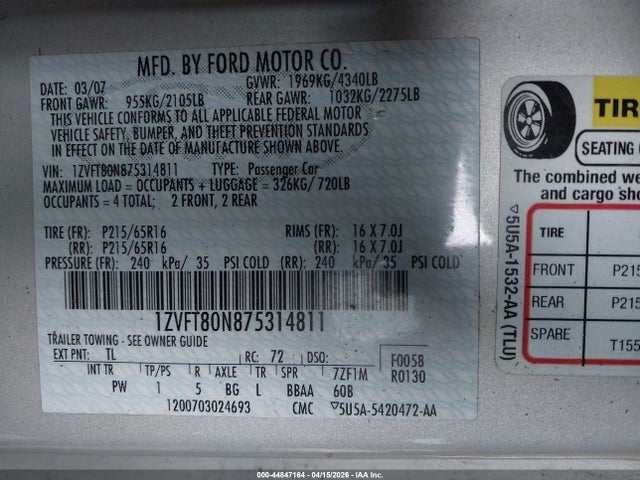 MFD. BY FORD MOTOR CO.
DATE: 03/07 GVWR: 1969KG/4340LB
FRONT GAWR: 955KG/2105LB REAR GAWR: 1032KG/2275LB
THIS VEHICLE CONFORMS TO ALL APPLICABLE FEDERAL MOTOR
VEHICLE SAFETY, BUMPER, AND THEFT PREVENTION STANDARDS
IN EFFECT ON THE DATE OF MANUFACTURE SHOWN ABOVE.
VIN: 1ZVFT80N875314811 TYPE: Passenger Car
MAXIMUM LOAD = OCCUPANTS + LUGGAGE = 326KG/ 720LB
OCCUPANTS = 4 TOTAL; 2 FRONT, 2 REAR
TIRE (FR): P215/65R16 RIMS (FR): 16 X 7.0J
(RR): P215/65R16 (RR): 16 X 7.0J
PRESSURE (FR): 240 kPa/ 35 PSI COLD (RR): 240 kPa/ 35 PSI COLD
1ZVFT80N875314811
TRAILER TOWING - SEE OWNER GUIDE
EXT PNT: TL RC: 72 DSO: F0058
INT TR TP/PS R AXLE TR SPR 7ZF1M R0130
PW 1 5 BG L BBAA 60B
1200703024693 CMC ▽5U5A-5420472-AA
TIR
SEATING
The combined we
and cargo sho
TIRE
FRONT P215
REAR P215
SPARE T155
▽5U5A-1532-AA (TLU)
000-44847164 - 04/15/2026 - IAAI.com